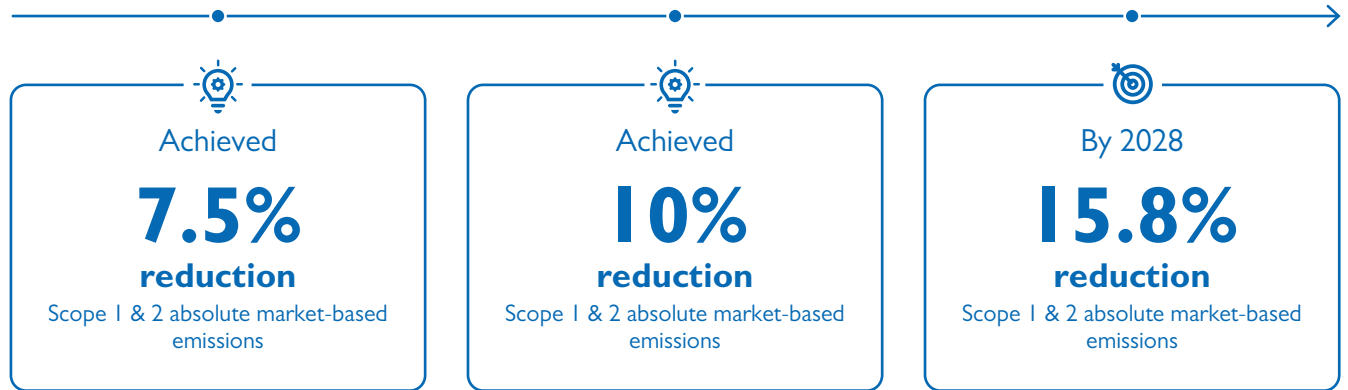 Achieved
7.5%
reduction
Scope 1 & 2 absolute market-based
emissions
Achieved
10%
reduction
Scope 1 & 2 absolute market-based
emissions
By 2028
15.8%
reduction
Scope 1 & 2 absolute market-based
emissions